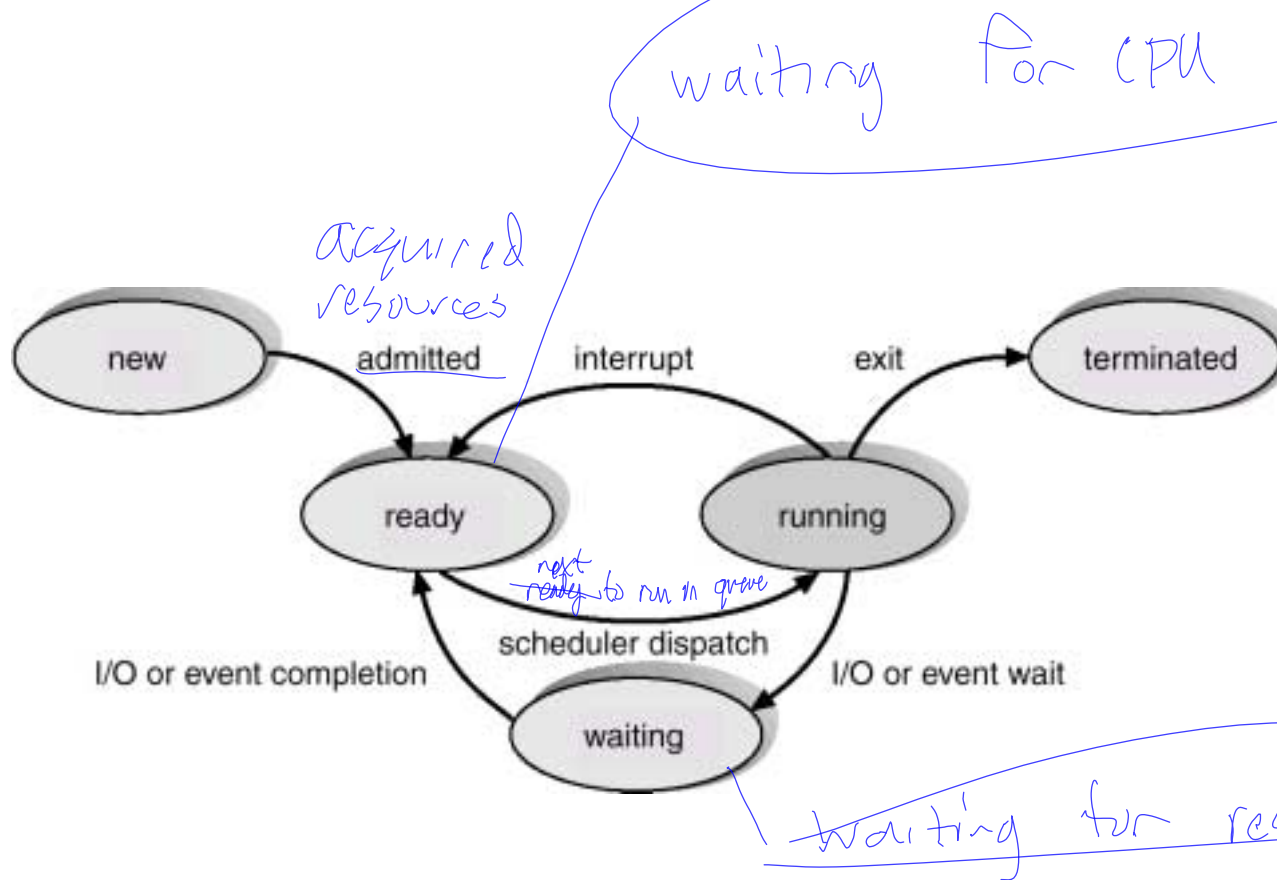 waiting for CPU
acquired
resources
new
admitted
interrupt
exit
terminated
ready
running
next
ready to run in queue
scheduler dispatch
I/O or event completion
I/O or event wait
waiting
waiting for res